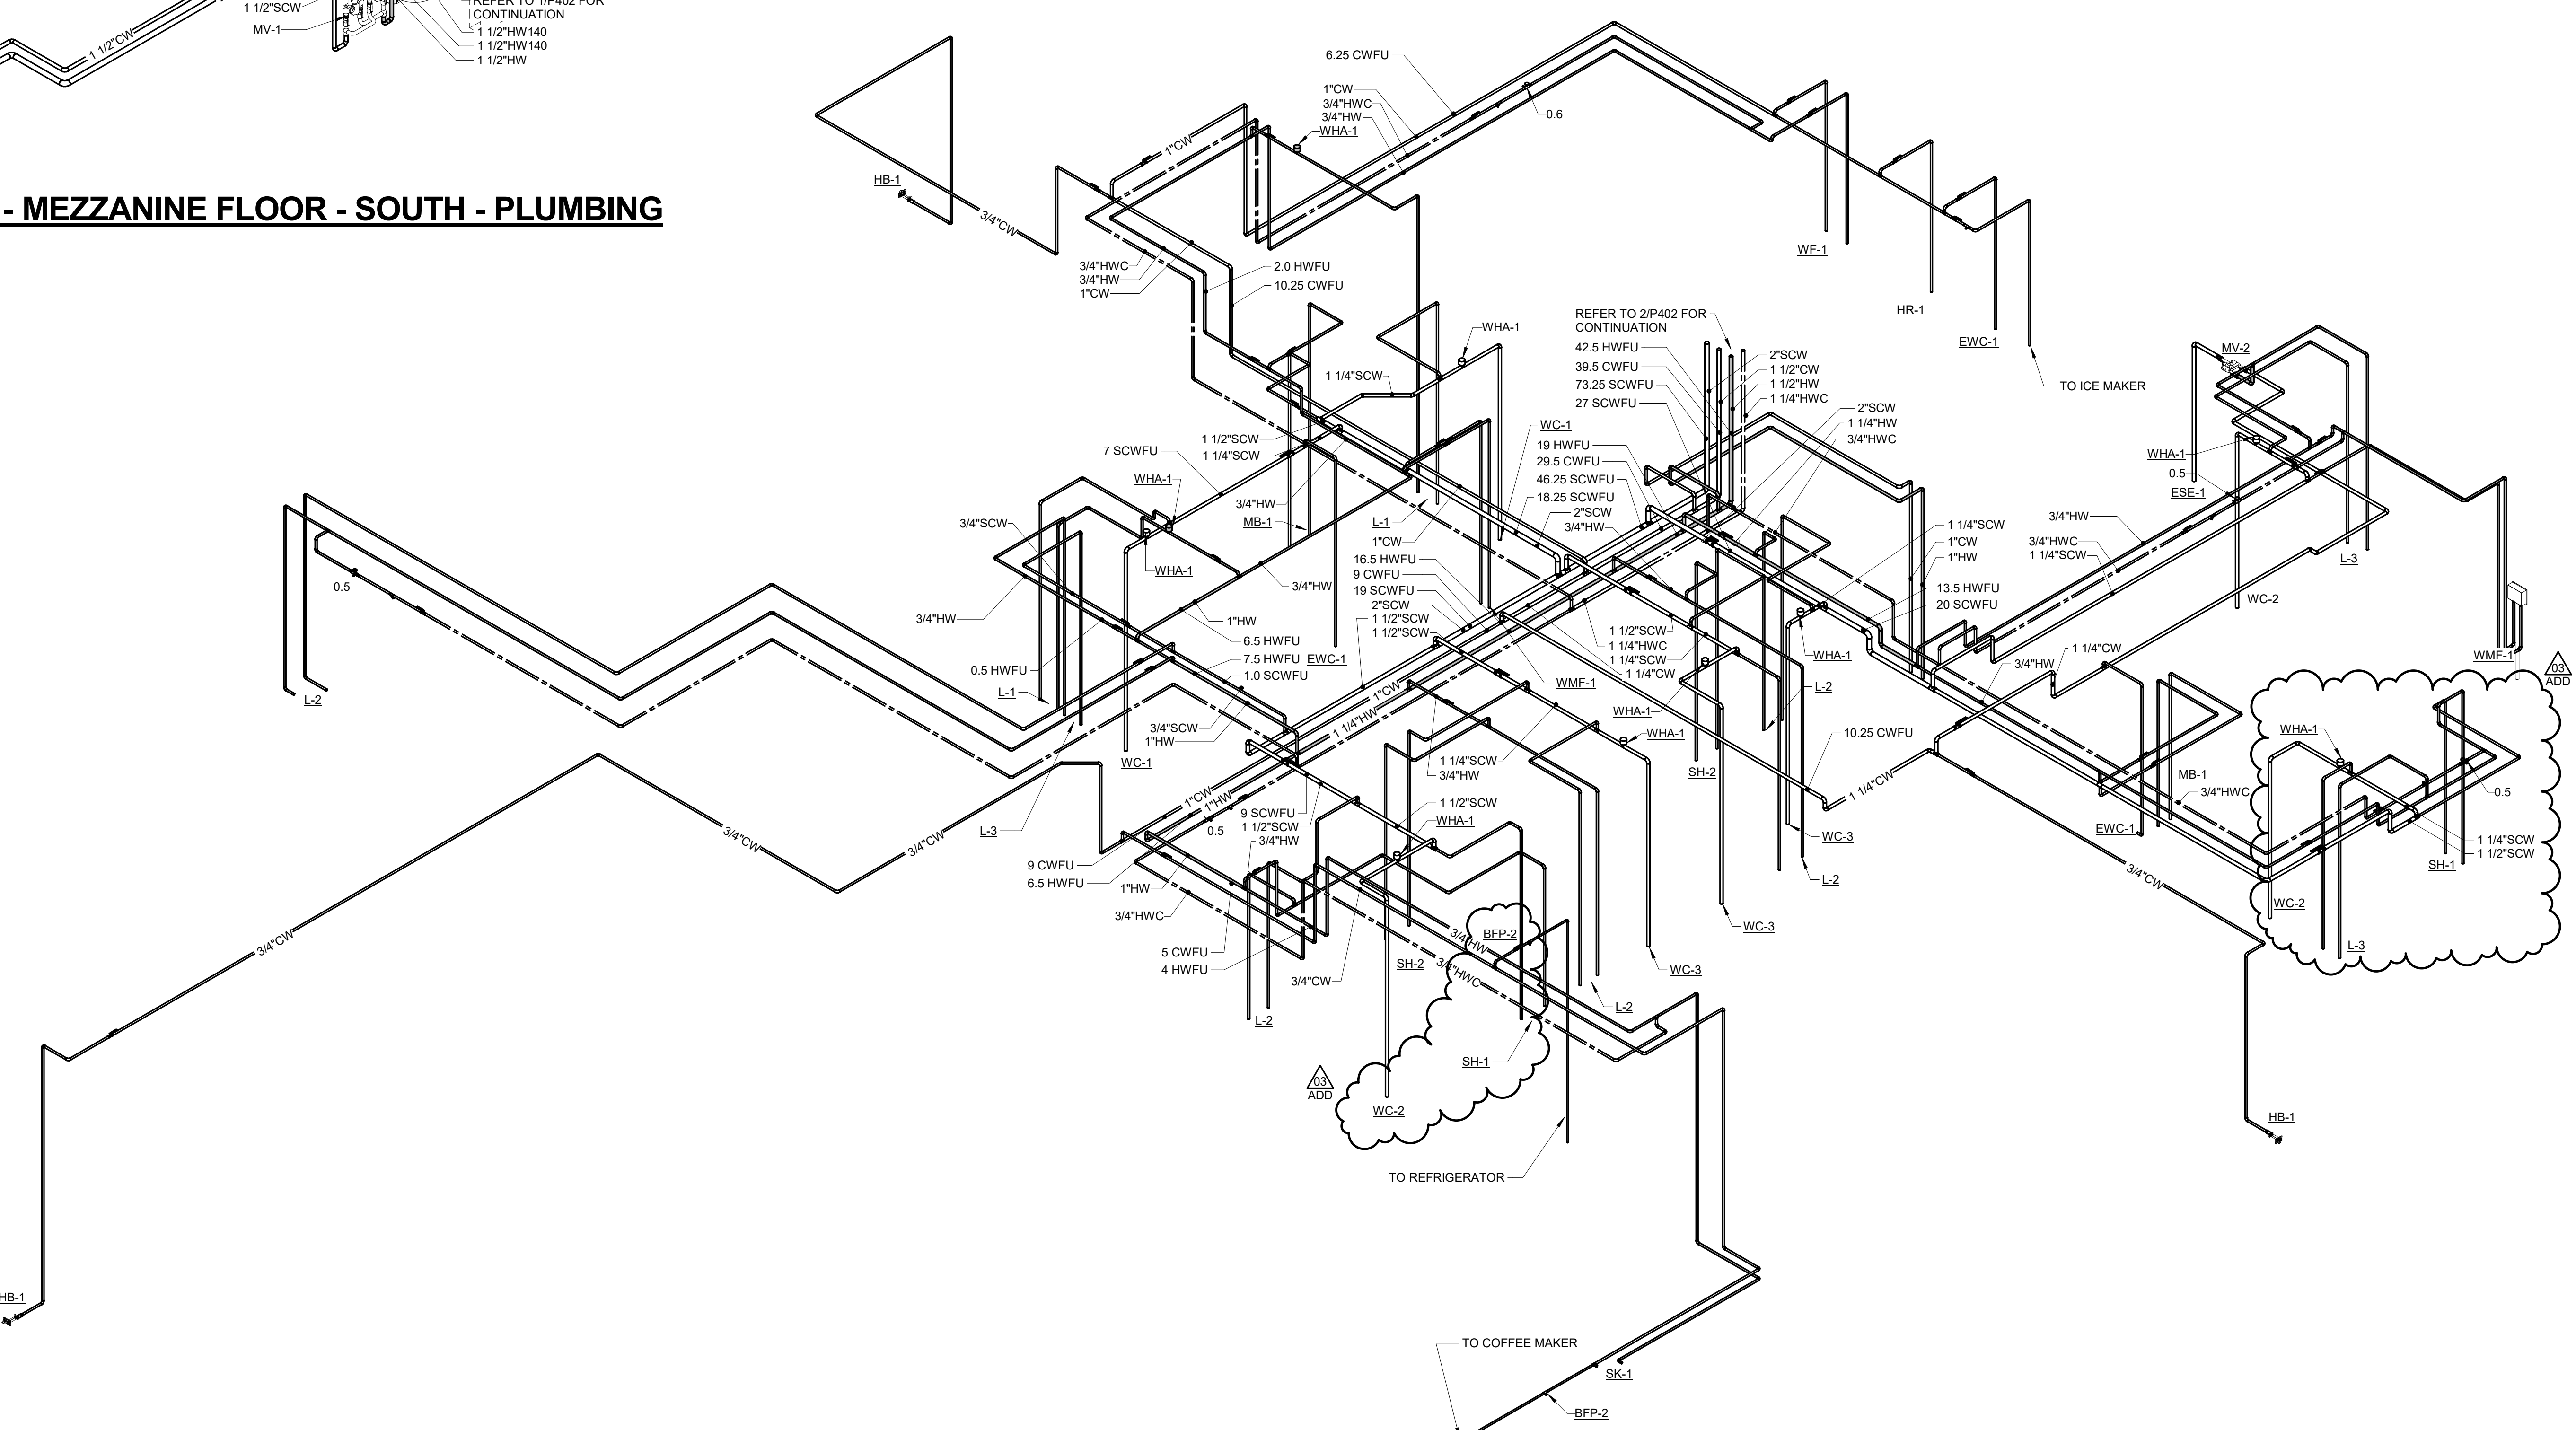 1 1/2"SCW
MV-1
1 1/2"CW
REFER TO 1/P402 FOR
CONTINUATION
1 1/2"HW140
1 1/2"HW140
1 1/2"HW
- MEZZANINE FLOOR - SOUTH - PLUMBING
6.25 CWFU
1"CW
3/4"HWC
3/4"HW
WHA-1
0.6
1"CW
HB-1
3/4"CW
3/4"HWC
3/4"HW
1"CW
2.0 HWFU
10.25 CWFU
WF-1
HR-1
EWC-1
TO ICE MAKER
REFER TO 2/P402 FOR
CONTINUATION
42.5 HWFU
39.5 CWFU
73.25 SCWFU
27 SCWFU
2"SCW
1 1/2"CW
1 1/2"HW
1 1/4"HWC
2"SCW
1 1/4"HW
3/4"HWC
WHA-1
1 1/4"SCW
1 1/2"SCW
1 1/4"SCW
7 SCWFU
WHA-1
3/4"HW
MB-1
L-1
1"CW
WC-1
19 HWFU
29.5 CWFU
46.25 SCWFU
18.25 SCWFU
2"SCW
3/4"HW
MV-2
WHA-1
0.5
ESE-1
3/4"HW
3/4"HWC
1 1/4"SCW
L-3
WC-2
1 1/4"SCW
1"CW
1"HW
13.5 HWFU
20 SCWFU
3/4"SCW
WHA-1
3/4"HW
3/4"HW
1"HW
6.5 HWFU
7.5 HWFU
1.0 SCWFU
EWC-1
0.5 HWFU
L-1
0.5
L-2
16.5 HWFU
9 CWFU
19 SCWFU
2"SCW
1 1/2"SCW
1 1/2"SCW
1 1/2"SCW
1 1/4"HWC
1 1/4"SCW
1 1/4"CW
WMF-1
WHA-1
WHA-1
L-2
WMF-1
03
ADD
1 1/4"CW
3/4"HW
3/4"SCW
1"HW
WC-1
1"CW
1 1/4"HW
1 1/4"SCW
3/4"HW
WHA-1
SH-2
10.25 CWFU
1 1/4"CW
MB-1
3/4"HWC
EWC-1
WHA-1
0.5
SH-1
1 1/4"SCW
1 1/2"SCW
WC-2
L-3
3/4"CW
3/4"CW
3/4"CW
3/4"CW
L-3
1"CW
1"HW
0.5
9 SCWFU
1 1/2"SCW
3/4"HW
1 1/2"SCW
WHA-1
WC-3
L-2
WC-3
WC-3
L-2
9 CWFU
6.5 HWFU
1"HW
3/4"HWC
5 CWFU
4 HWFU
3/4"CW
L-2
SH-2
BFP-2
3/4"HW
3/4"HWC
SH-1
03
ADD
WC-2
TO REFRIGERATOR
HB-1
HB-1
TO COFFEE MAKER
SK-1
BFP-2